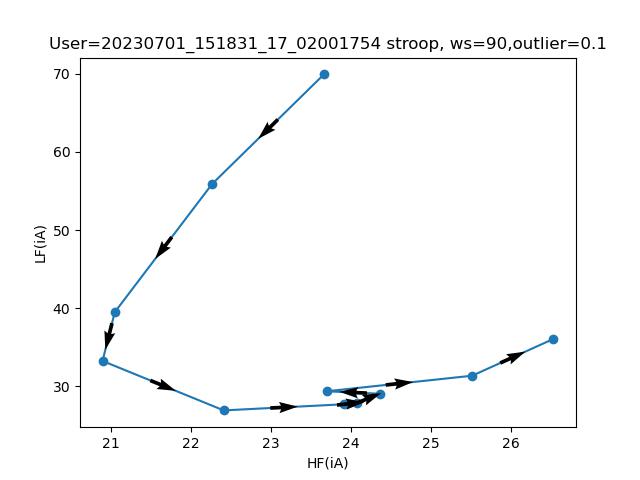 User=20230701_151831_17_02001754 stroop, ws=90,outlier=0.1
70
60
50
40
30
LF(iA)
21 22 23 24 25 26
HF(iA)